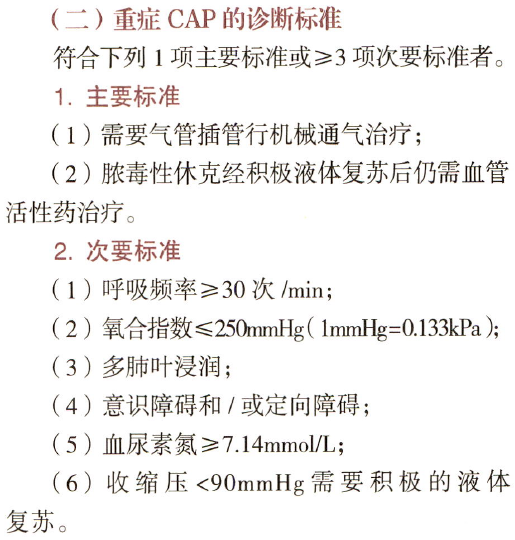 （二）重症 CAP 的诊断标准
符合下列 1 项主要标准或≥3 项次要标准者。
1. 主要标准
（1）需要气管插管行机械通气治疗；
（2）脓毒性休克经积极液体复苏后仍需血管
活性药治疗。
2. 次要标准
（1）呼吸频率≥30 次 /min；
（2）氧合指数≤250mmHg（1mmHg=0.133kPa）；
（3）多肺叶浸润；
（4）意识障碍和 / 或定向障碍；
（5）血尿素氮≥7.14mmol/L；
（6）收缩压 <90mmHg 需要积极的液体
复苏。